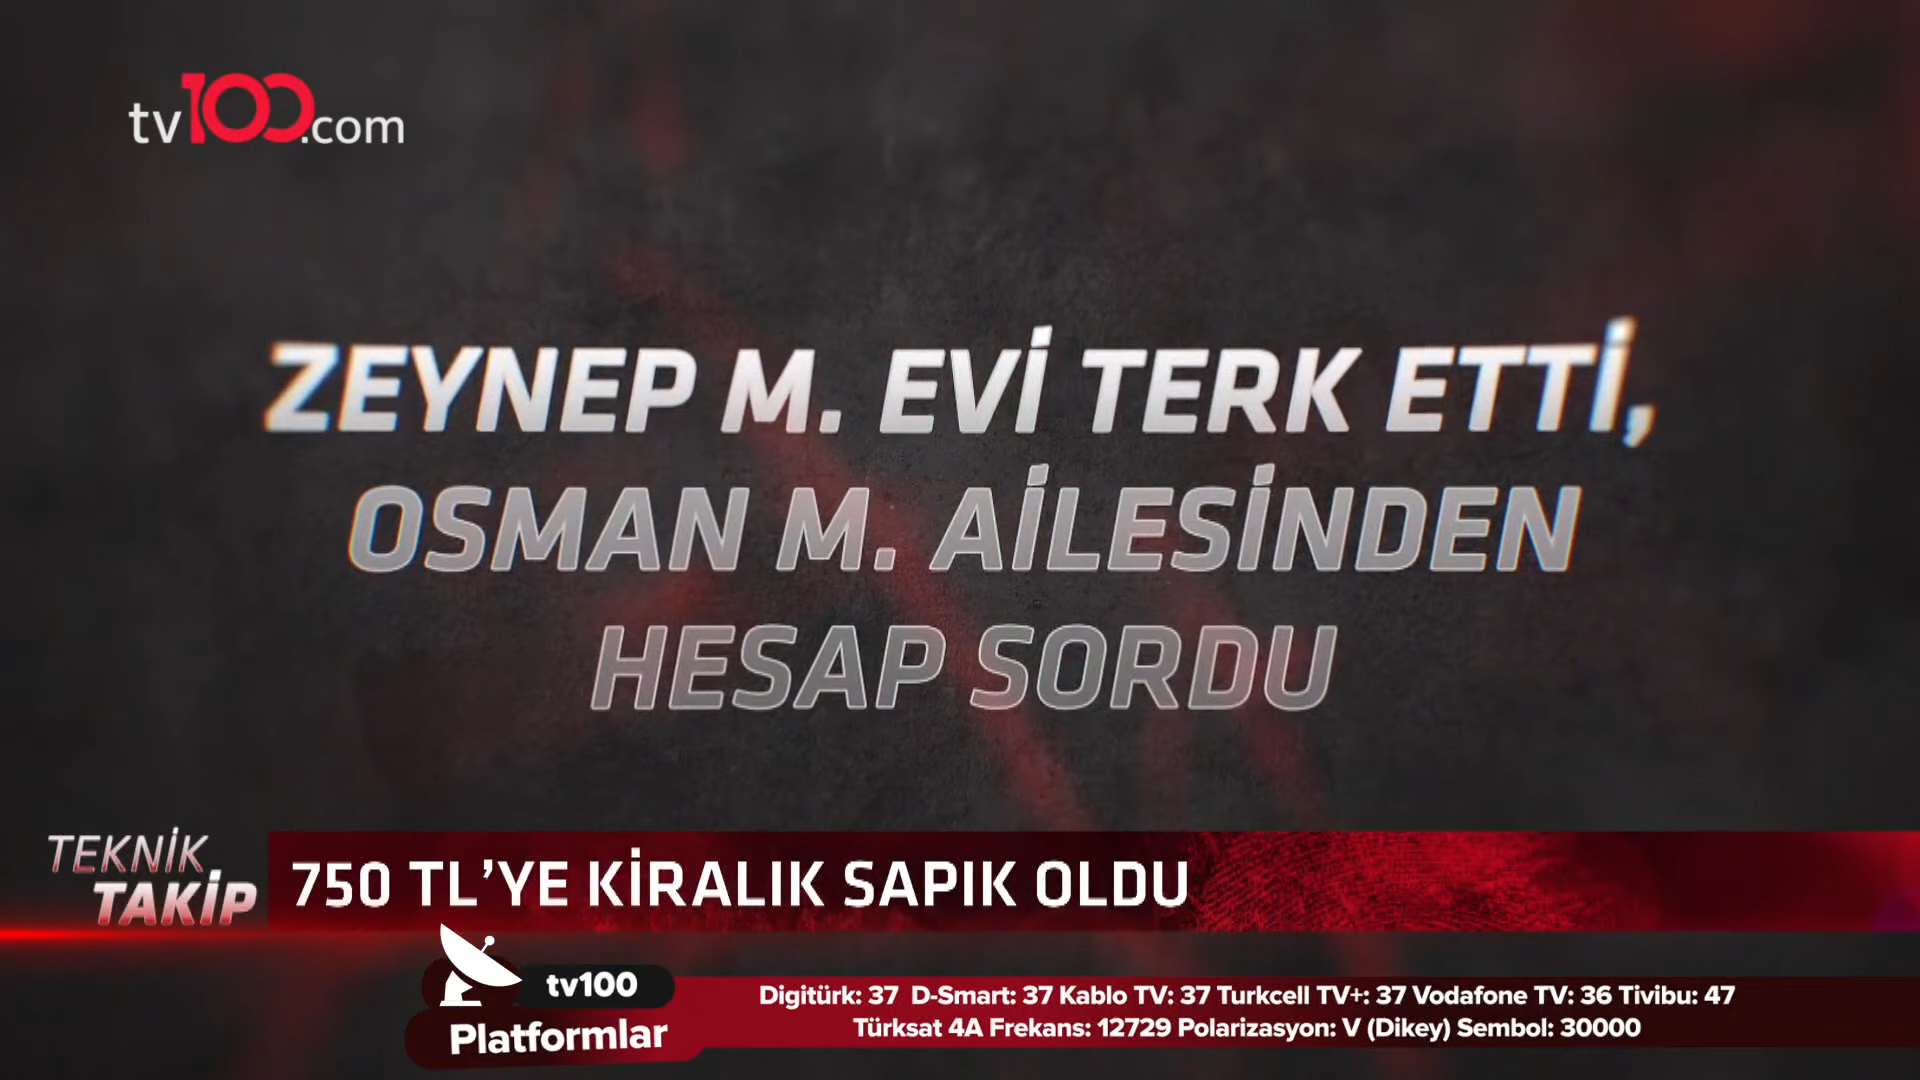 tv100.com
ZEYNEP M. EVİ TERK ETTİ,
OSMAN M. AİLESİNDEN
HESAP SORDU
TEKNİK
TAKİP
750 TL'YE KİRALIK SAPIK OLDU
tv100
Platformlar
Digitürk: 37 D-Smart: 37 Kablo TV: 37 Turkcell TV+: 37 Vodafone TV: 36 Tivibu: 47
Türksat 4A Frekans: 12729 Polarizasyon: V (Dikey) Sembol: 30000